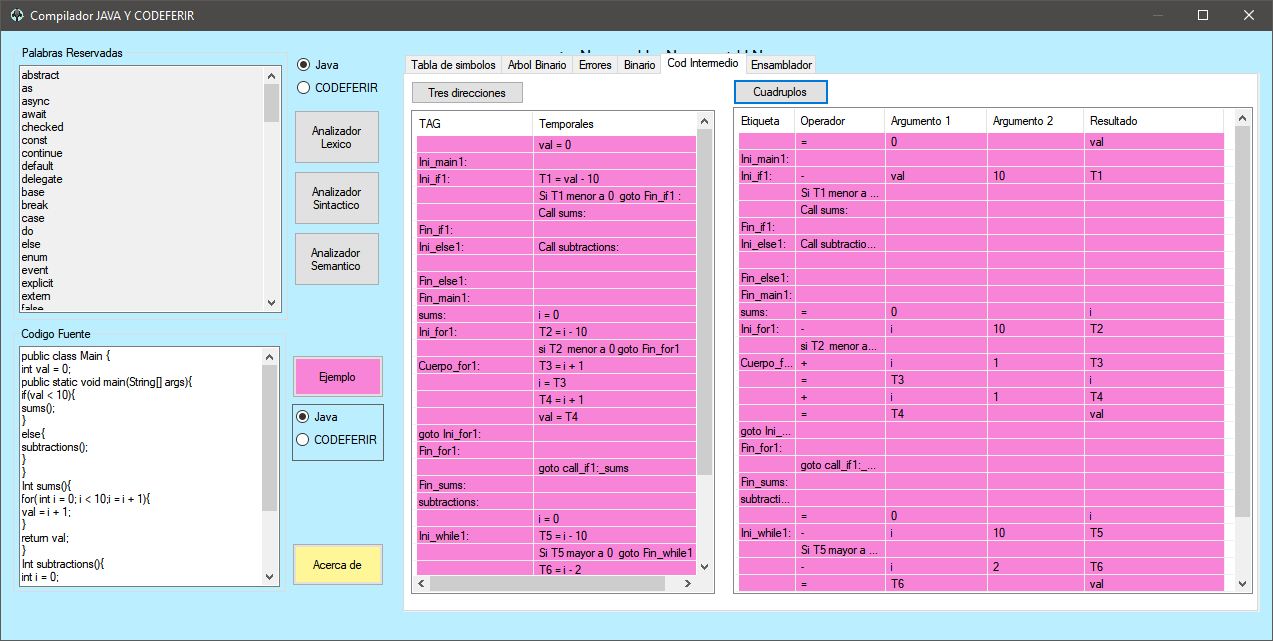 Compilador JAVA Y CODEFERIR
Palabras Reservadas
abstract
as
async
await
checked
const
continue
default
delegate
base
break
case
do
else
enum
event
explicit
extern
false
Java
CODEFERIR
Analizador
Lexico
Analizador
Sintactico
Analizador
Semantico
Codigo Fuente
public class Main {
int val = 0;
public static void main(String[] args){
if(val < 10){
sums();
}
else{
subtractions();
}
}
Int sums(){
for( int i = 0; i < 10;i = i + 1){
val = i + 1;
}
return val;
}
Int subtractions(){
int i = 0;
Ejemplo
Java
CODEFERIR
Acerca de
Tabla de simbolos Arbol Binario Errores Binario Cod Intermedio Ensamblador
Tres direcciones
TAG Temporales
val = 0
Ini_main1:
Ini_if1: T1 = val - 10
Si T1 menor a 0 goto Fin_if1 :
Call sums:
Fin_if1:
Ini_else1: Call subtractions:
Fin_else1:
Fin_main1:
sums: i = 0
Ini_for1: T2 = i - 10
si T2 menor a 0 goto Fin_for1
Cuerpo_for1: T3 = i + 1
i = T3
T4 = i + 1
val = T4
goto Ini_for1:
Fin_for1:
goto call_if1:_sums
Fin_sums:
subtractions:
i = 0
Ini_while1: T5 = i - 10
Si T5 mayor a 0 goto Fin_while1
T6 = i - 2
Cuadruplos
Etiqueta Operador Argumento 1 Argumento 2 Resultado
= 0 val
Ini_main1:
Ini_if1: - val 10 T1
Si T1 menor a ...
Call sums:
Fin_if1:
Ini_else1: Call subtractio...
Fin_else1:
Fin_main1:
sums: = 0 i
Ini_for1: - i 10 T2
si T2 menor a...
Cuerpo_f... + i 1 T3
= T3 i
+ i 1 T4
= T4 val
goto Ini_...
Fin_for1:
goto call_if1:_...
Fin_sums:
subtracti...
= 0 i
Ini_while1: - i 10 T5
Si T5 mayor a ...
- i 2 T6
= T6 val